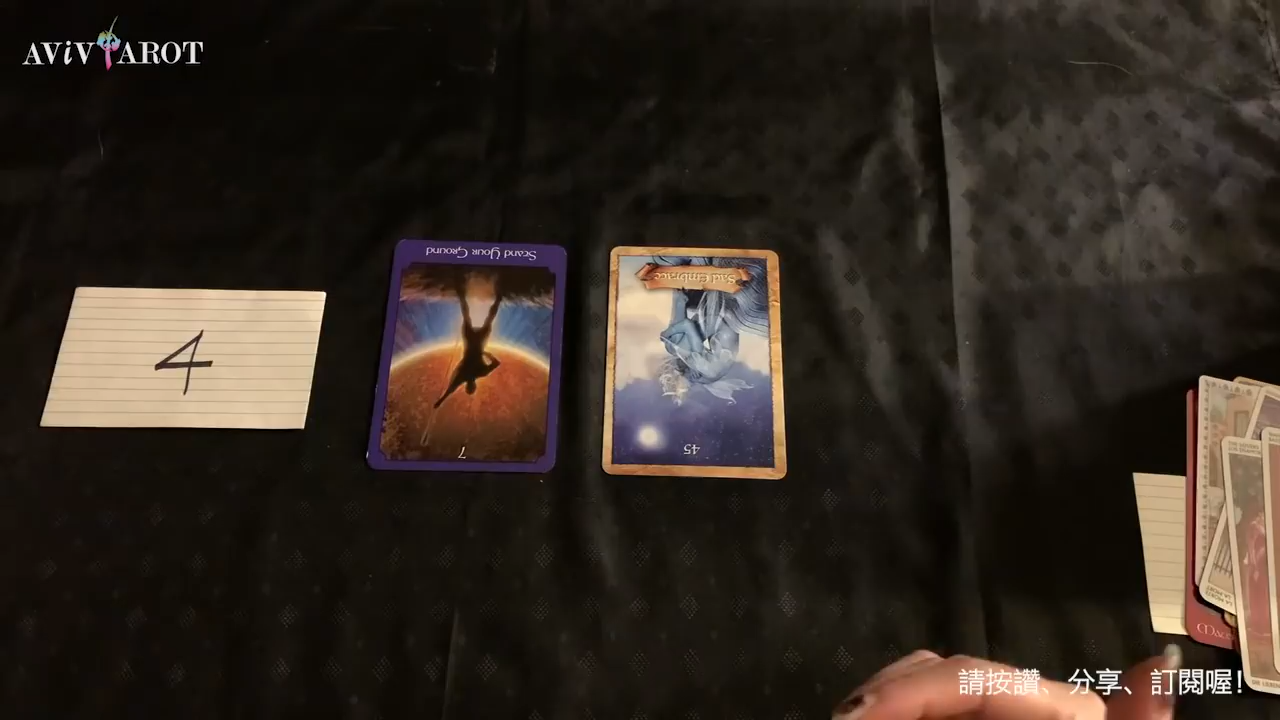 AViVTAROT
Stand Your Ground
7
Sad Embrace
45
4
請按讚、分享、訂閱喔!